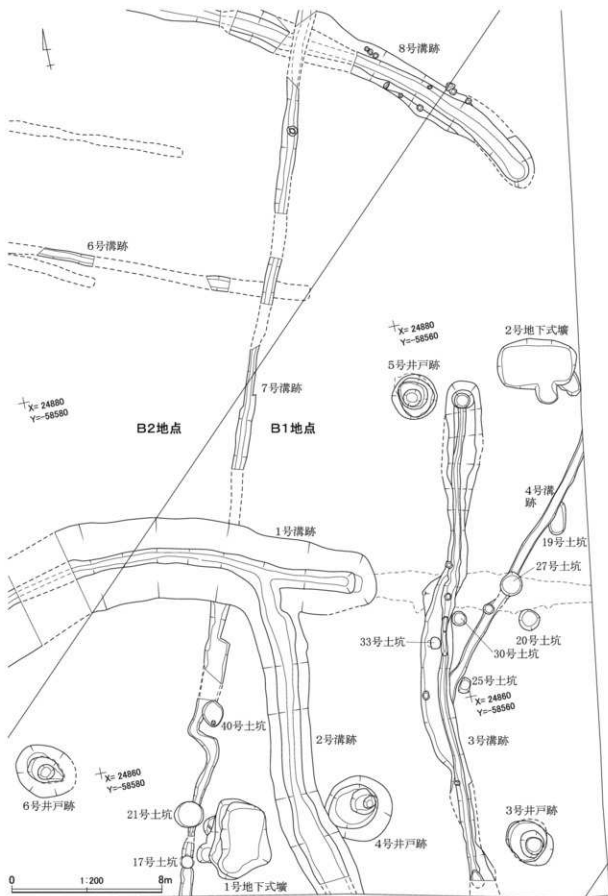 8号溝跡
6号溝跡
X= 24880
Y=-58560
2号地下式壙
5号井戸跡
7号溝跡
X= 24880
Y=-58580
B2地点
B1地点
4号溝
跡
1号溝跡
19号土坑
27号土坑
20号土坑
33号土坑
30号土坑
25号土坑
X= 24860
Y=-58560
40号土坑
2号溝跡
3号溝跡
X= 24860
Y=-58580
6号井戸跡
21号土坑
4号井戸跡
3号井戸跡
17号土坑
1号地下式壙
0
1:200
8m